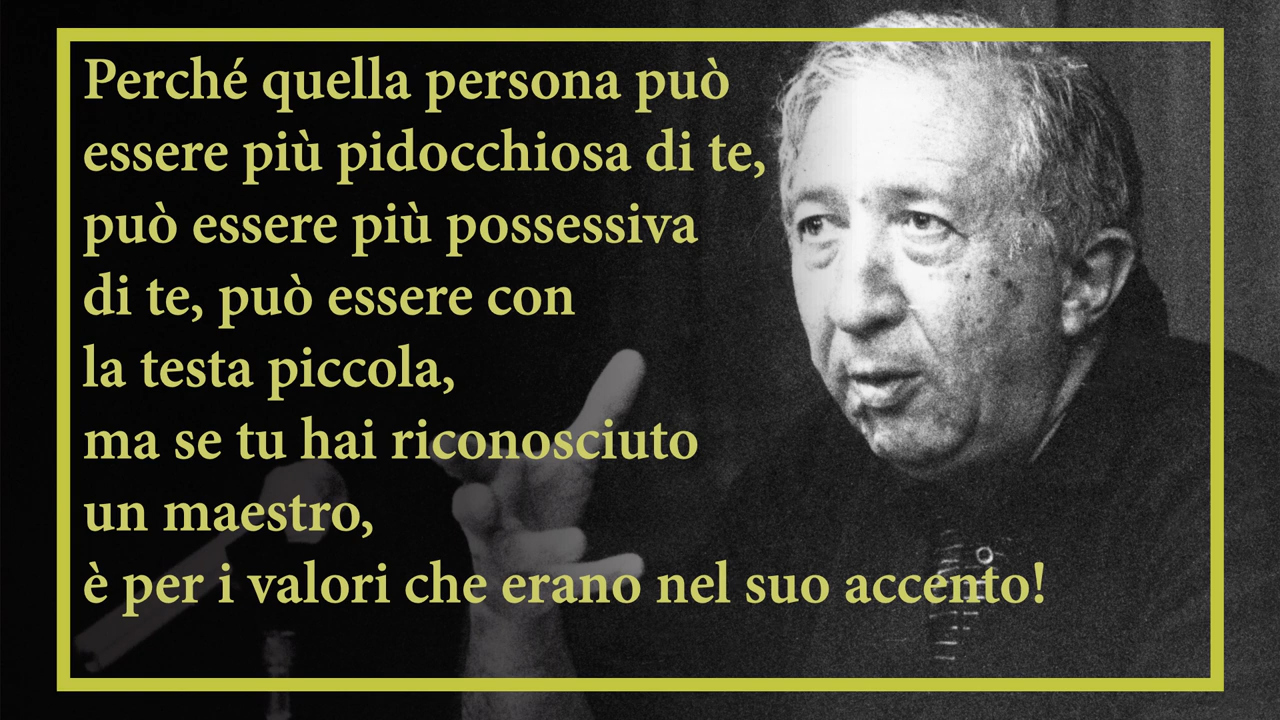 Perché quella persona può
essere più pidocchiosa di te,
può essere più possessiva
di te, può essere con
la testa piccola,
ma se tu hai riconosciuto
un maestro,
è per i valori che erano nel suo accento!